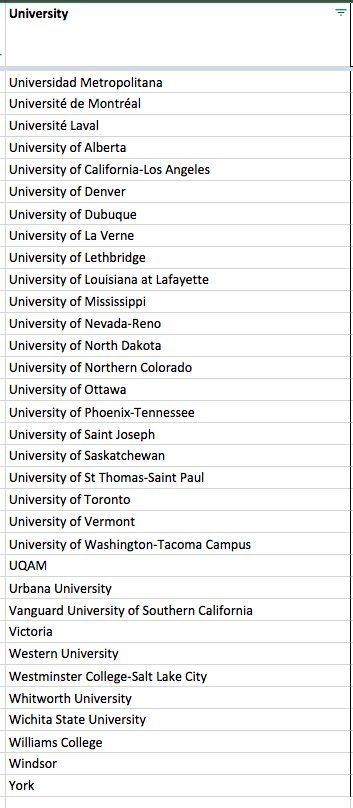 University
Universidad Metropolitana
Université de Montréal
Université Laval
University of Alberta
University of California-Los Angeles
University of Denver
University of Dubuque
University of La Verne
University of Lethbridge
University of Louisiana at Lafayette
University of Mississippi
University of Nevada-Reno
University of North Dakota
University of Northern Colorado
University of Ottawa
University of Phoenix-Tennessee
University of Saint Joseph
University of Saskatchewan
University of St Thomas-Saint Paul
University of Toronto
University of Vermont
University of Washington-Tacoma Campus
UQAM
Urbana University
Vanguard University of Southern California
Victoria
Western University
Westminster College-Salt Lake City
Whitworth University
Wichita State University
Williams College
Windsor
York